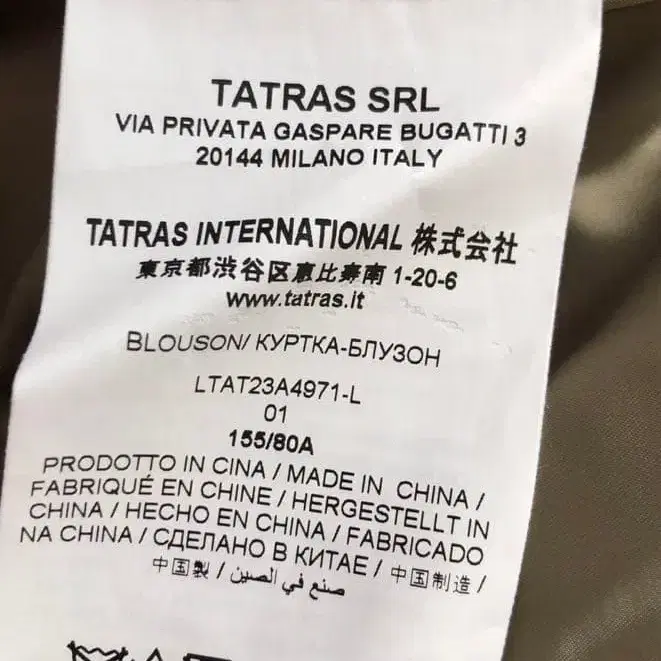 TATRAS SRL
VIA PRIVATA GASPARE BUGATTI 3
20144 MILANO ITALY
TATRAS INTERNATIONAL 株式会社
東京都渋谷区恵比寿南 1-20-6
www.tatras.it
BLOUSON/ КУРТКА-БЛУЗОН
LTAT23A4971-L
01
155/80A
PRODOTTO IN CINA / MADE IN CHINA /
FABRIQUÉ EN CHINE / HERGESTELLT IN
CHINA / HECHO EN CHINA / FABRICADO
NA CHINA / СДЕЛАНО В КИТАЕ /
中国製 / صنع في الصين / 中国制造 /